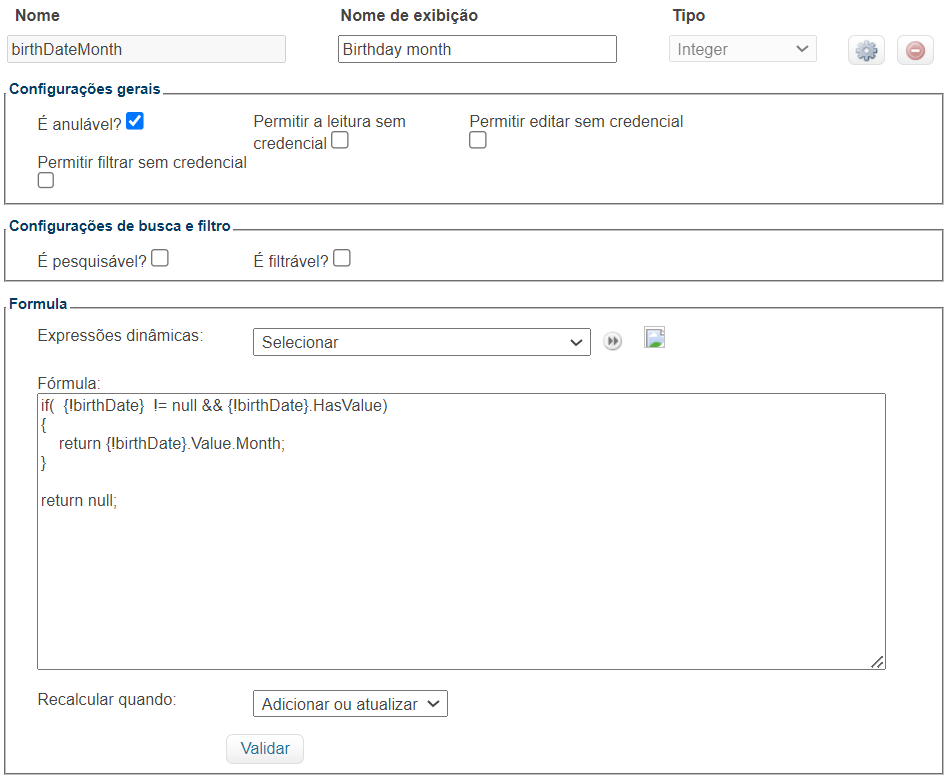 Nome Nome de exibição Tipo
birthDateMonth Birthday month Integer
Configurações gerais
É anulável? Permitir a leitura sem credencial Permitir editar sem credencial
Permitir filtrar sem credencial
Configurações de busca e filtro
É pesquisável? É filtrável?
Formula
Expressões dinâmicas: Selecionar
Fórmula:
if(  {!birthDate}  != null && {!birthDate}.HasValue)
{
    return {!birthDate}.Value.Month;
}
return null;
Recalcular quando: Adicionar ou atualizar
Validar